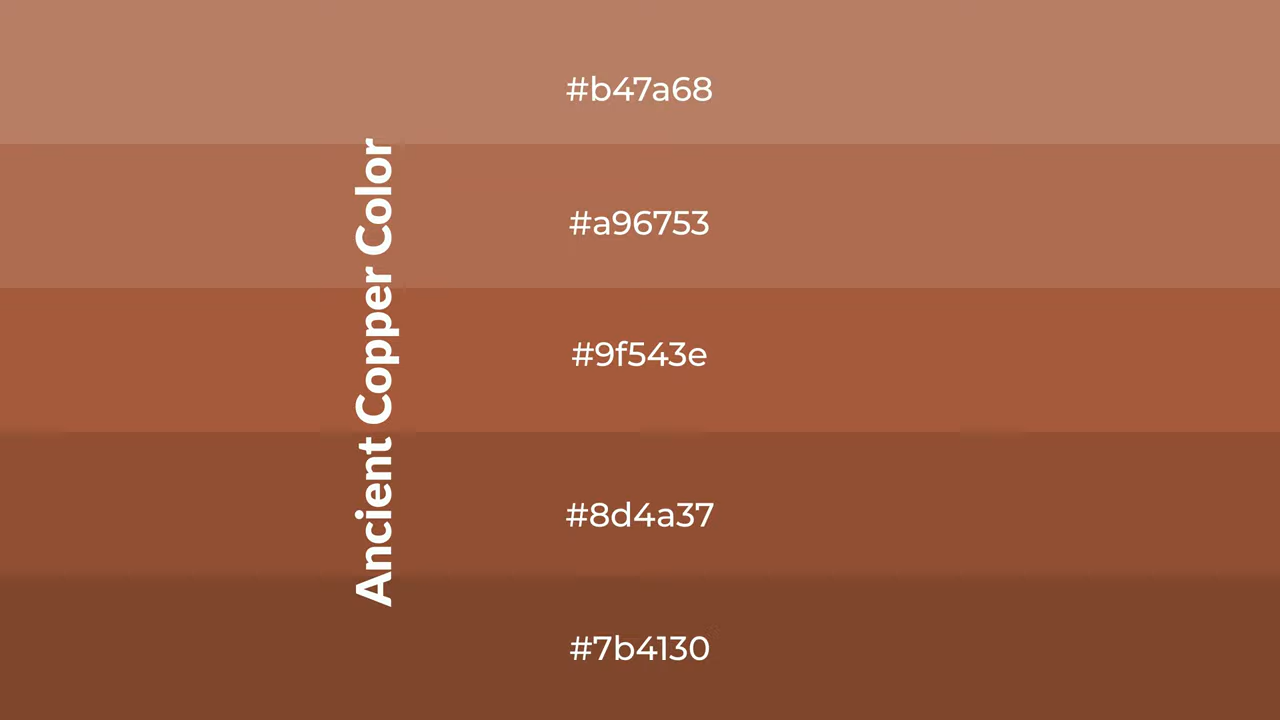 Ancient Copper Color
#b47a68
#a96753
#9f543e
#8d4a37
#7b4130